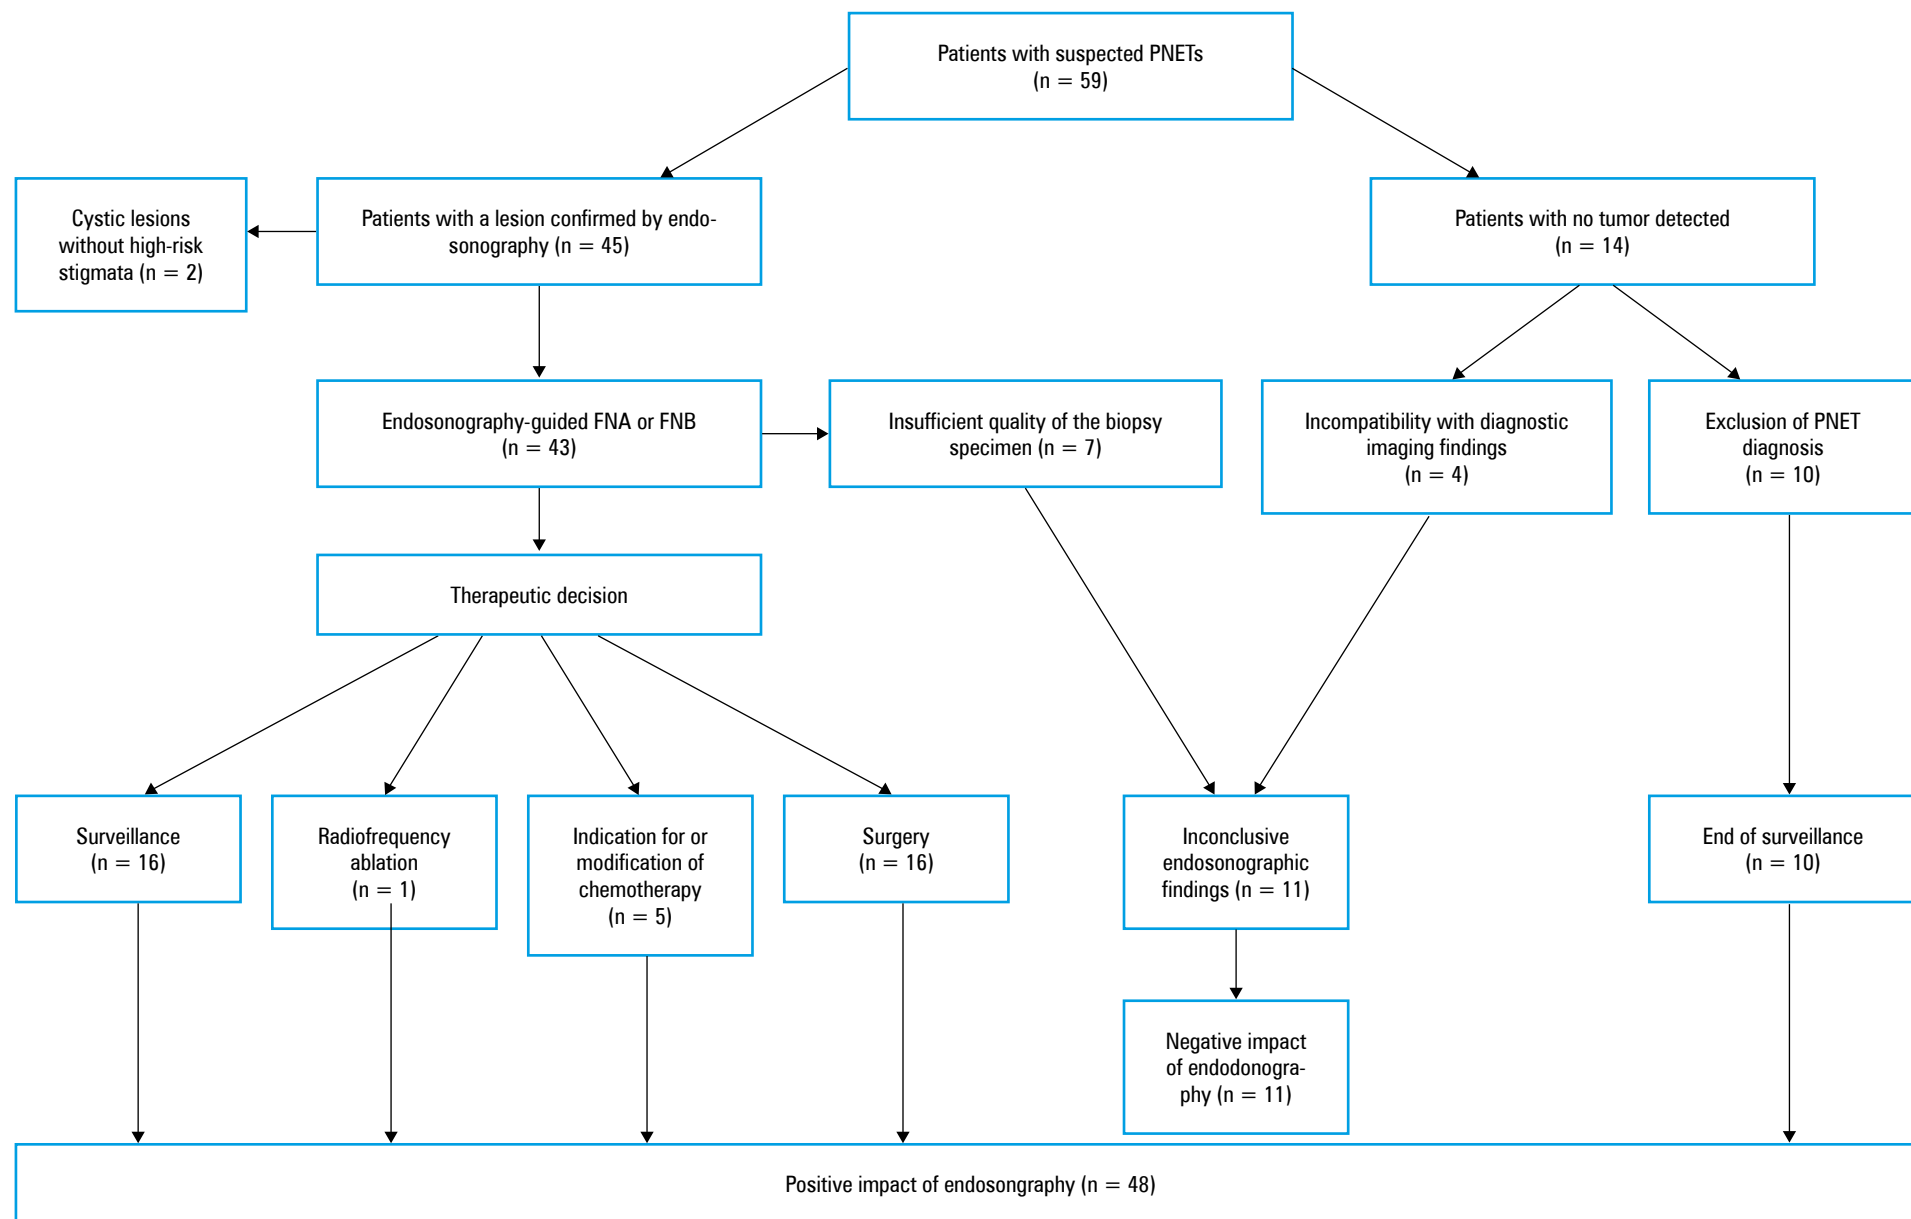 Patients with suspected PNETs
(n = 59)
Cystic lesions
without high-risk
stigmata (n = 2)
Patients with a lesion confirmed by endo-
sonography (n = 45)
Patients with no tumor detected
(n = 14)
Endosonography-guided FNA or FNB
(n = 43)
Insufficient quality of the biopsy
specimen (n = 7)
Incompatibility with diagnostic
imaging findings
(n = 4)
Exclusion of PNET
diagnosis
(n = 10)
Therapeutic decision
Surveillance
(n = 16)
Radiofrequency
ablation
(n = 1)
Indication for or
modification of
chemotherapy
(n = 5)
Surgery
(n = 16)
Inconclusive
endosonographic
findings (n = 11)
End of surveillance
(n = 10)
Negative impact
of endodonogra-
phy (n = 11)
Positive impact of endosongraphy (n = 48)